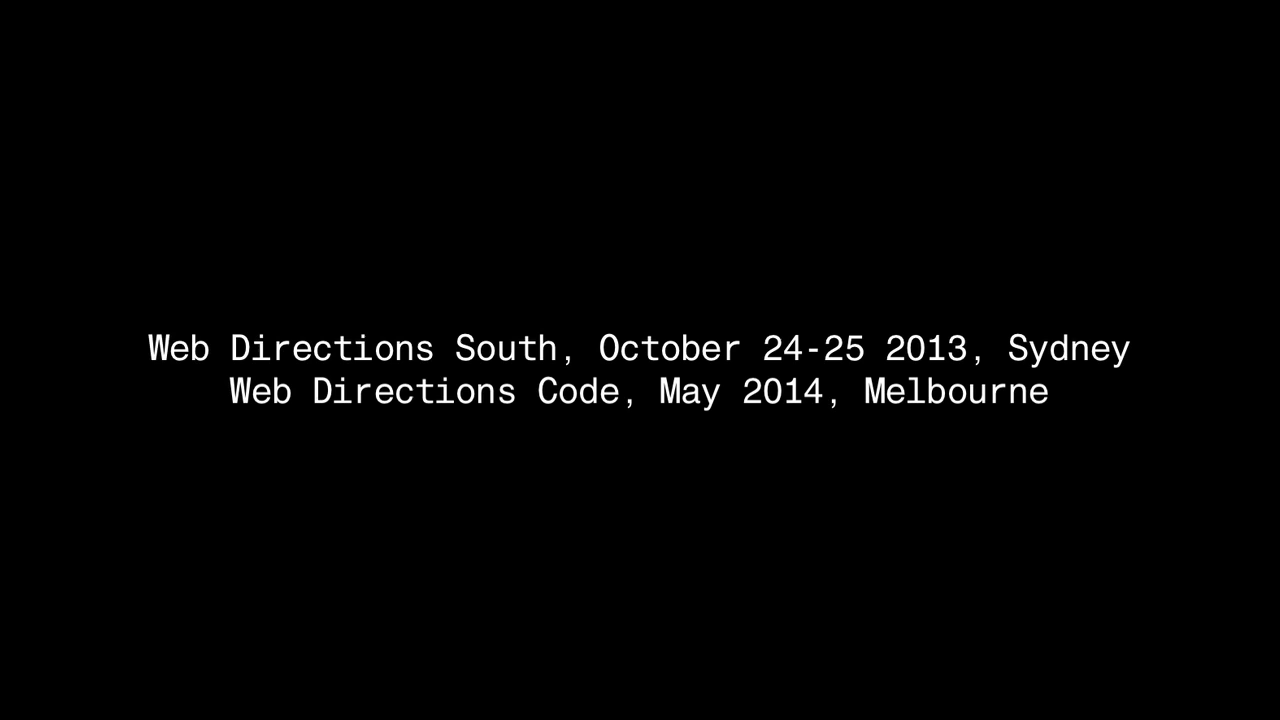 Web Directions South, October 24-25 2013, Sydney
Web Directions Code, May 2014, Melbourne